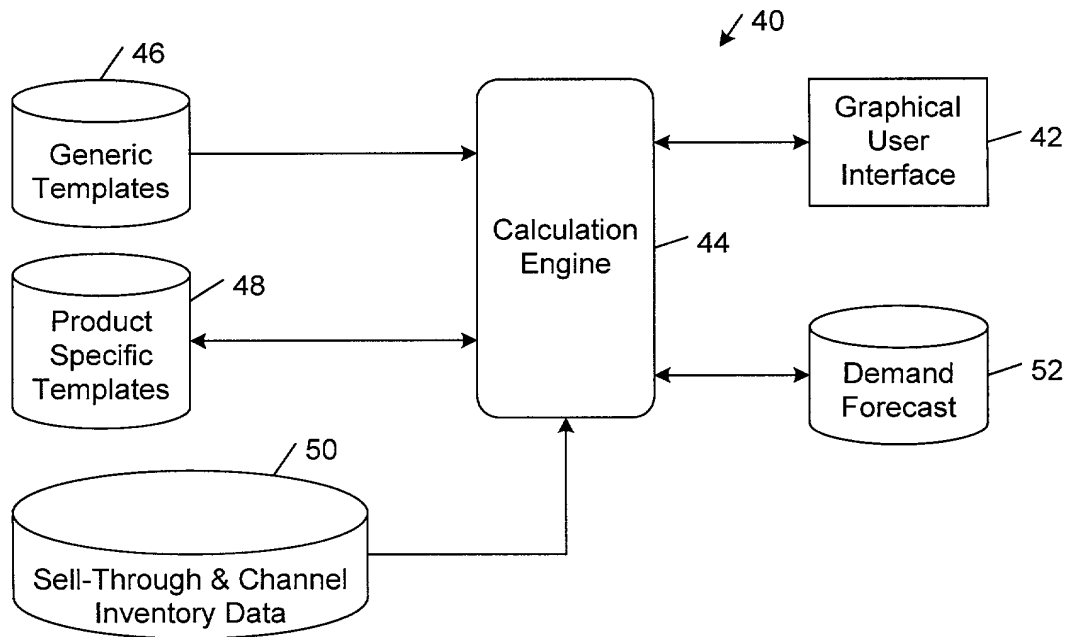 40
46
Generic
Templates
Calculation
Engine
44
Graphical
User
Interface
42
48
Product
Specific
Templates
Demand
Forecast
52
50
Sell-Through & Channel
Inventory Data